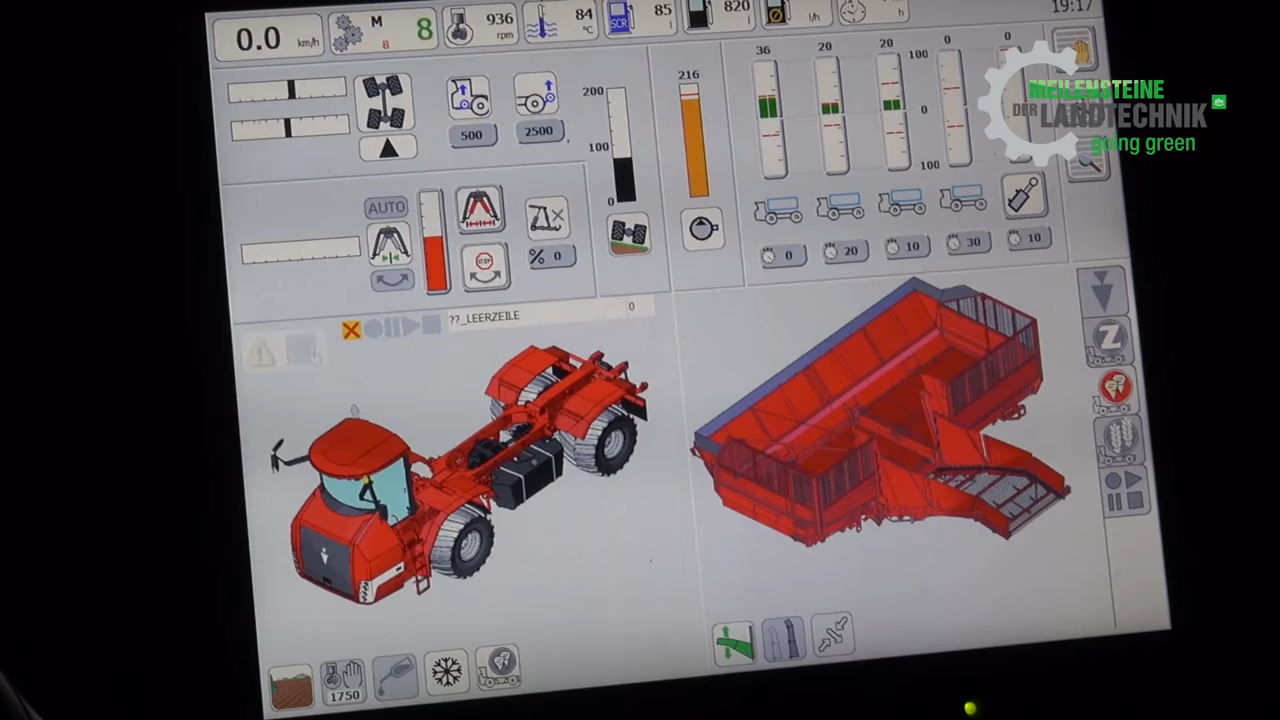 0.0 km/h
M
8
8
936
rpm
84
°C
SCR
85
820
l/h
h
19:17
MEILENSTEINE
DER LANDTECHNIK
going green
500
2500
200
100
0
216
36
20
20
0
0
100
0
100
AUTO
STOP
% 0
0
20
10
30
10
??_LEERZEILE
0
Z
1750